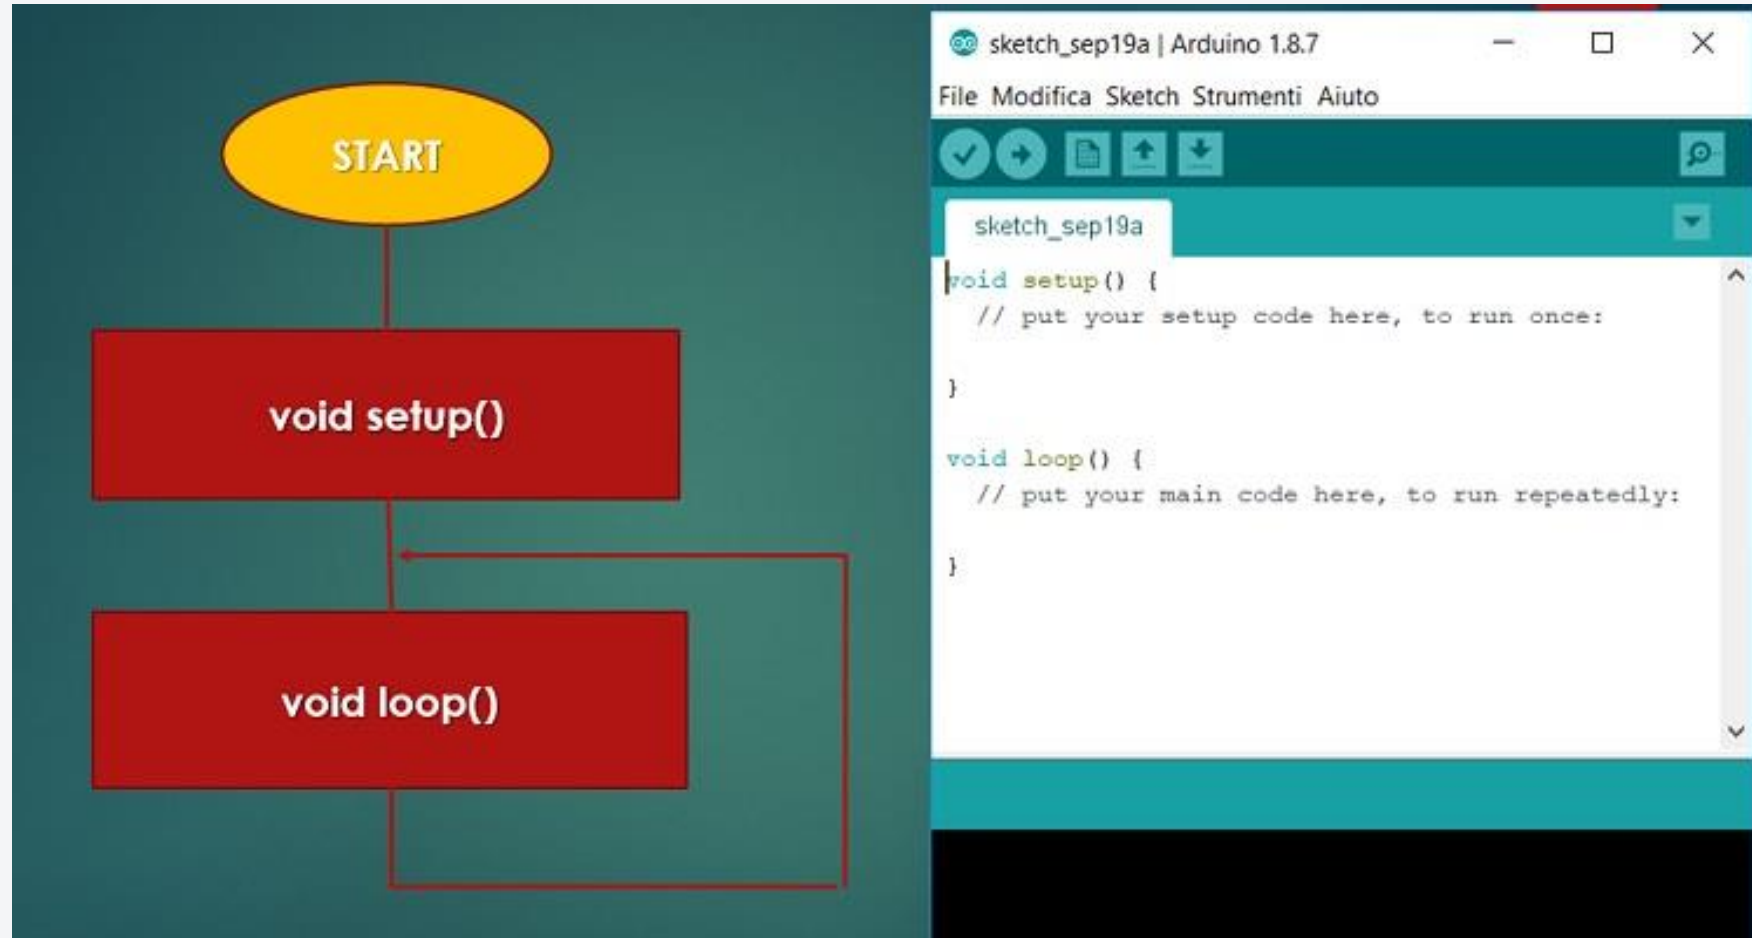 START
void setup()
void loop()
sketch_sep19a | Arduino 1.8.7
File Modifica Sketch Strumenti Aiuto
sketch_sep19a
void setup() {
// put your setup code here, to run once:
}
void loop() {
// put your main code here, to run repeatedly:
}